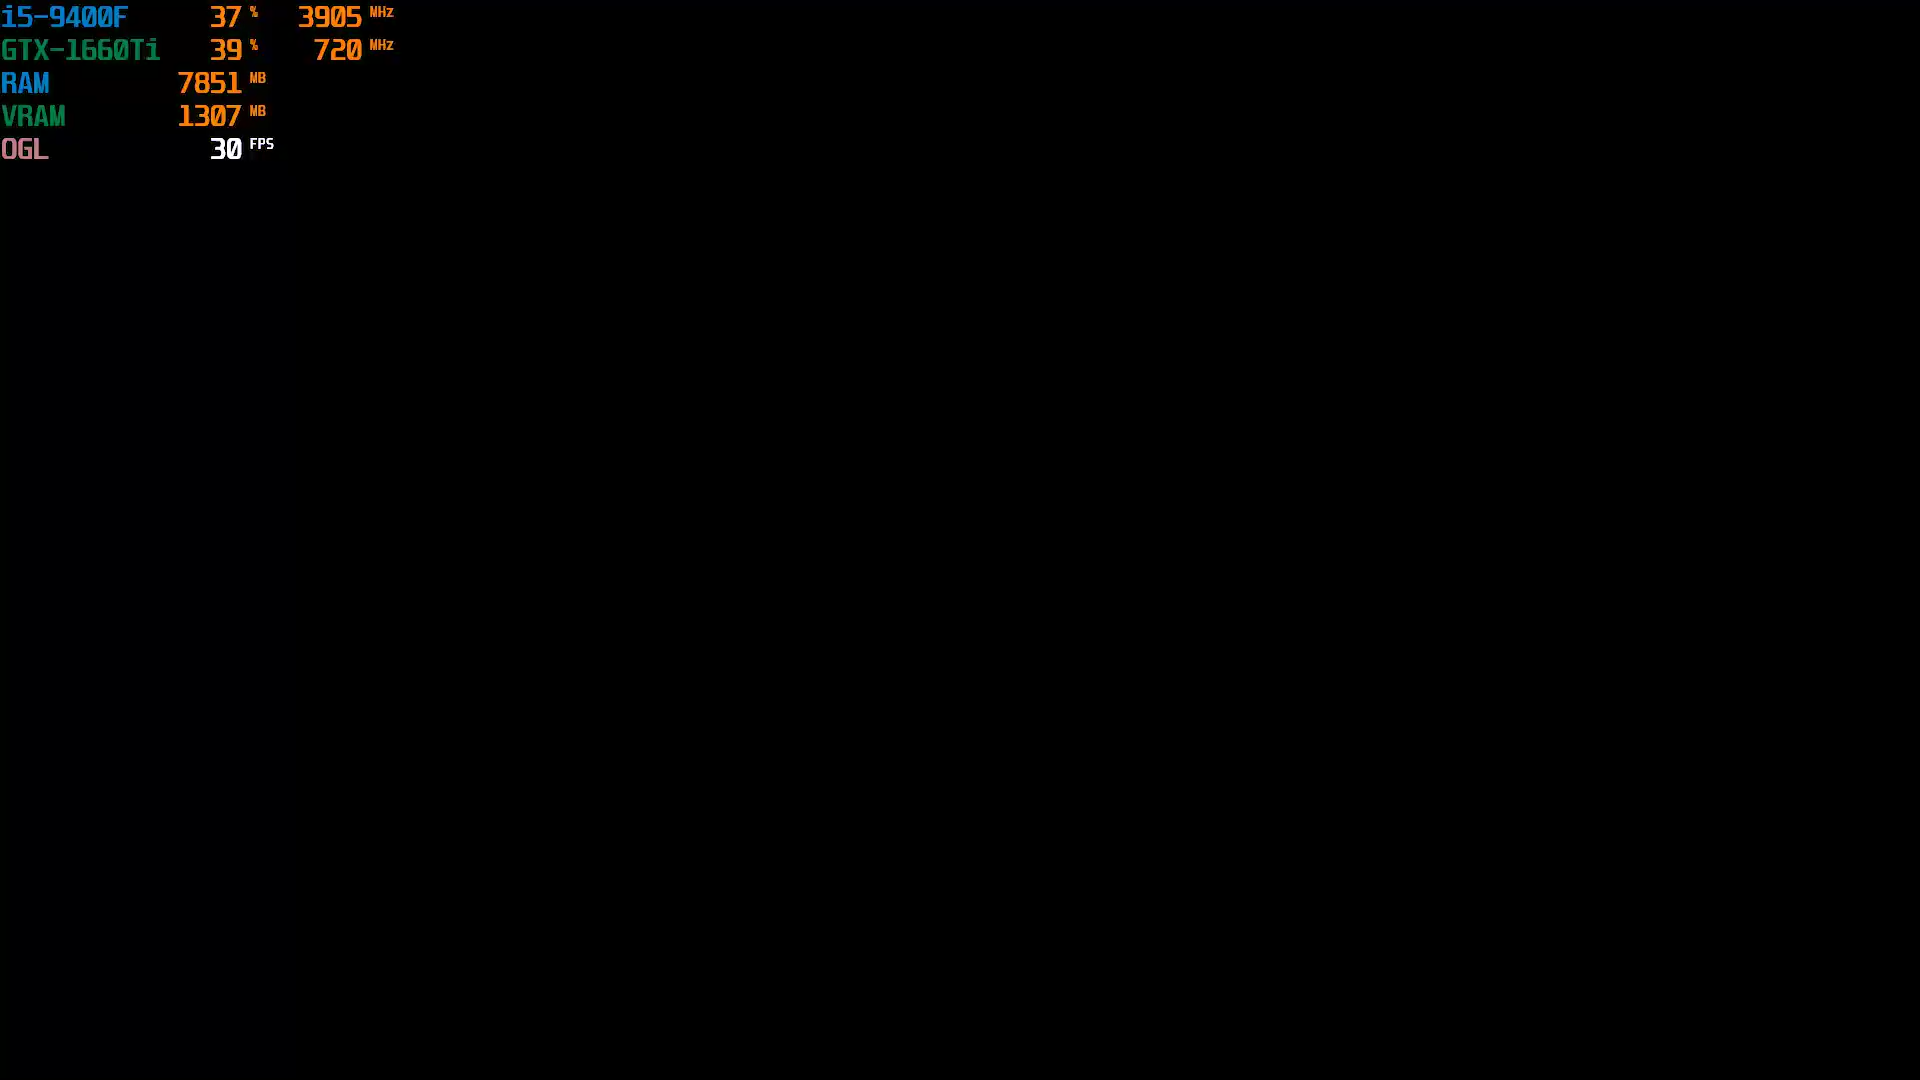 i5-9400F 37 % 3905 MHz
GTX-1660Ti 39 % 720 MHz
RAM 7851 MB
VRAM 1307 MB
OGL 30 FPS